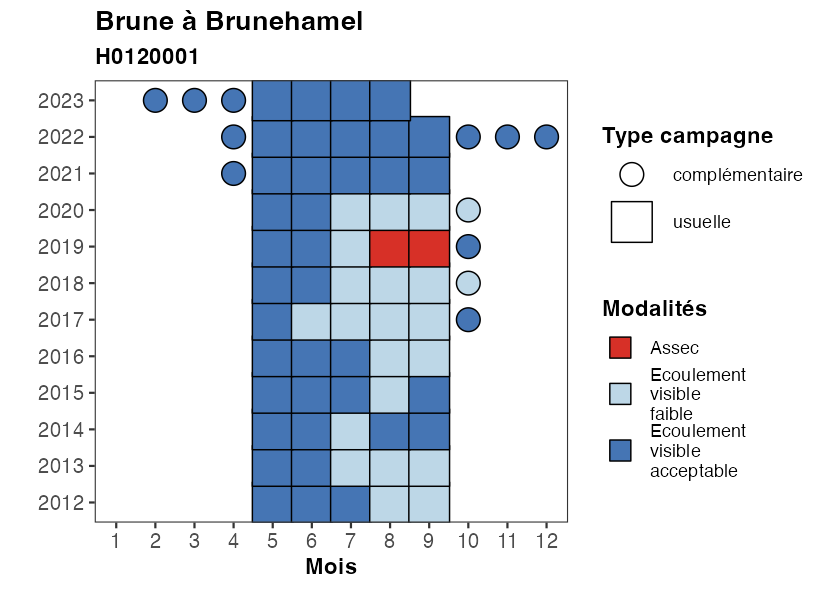 Brune à Brunehamel
H0120001
2023
2022
2021
2020
2019
2018
2017
2016
2015
2014
2013
2012
1 2 3 4 5 6 7 8 9 10 11 12
Mois
Type campagne
complémentaire
usuelle
Modalités
Assec
Ecoulement
visible
faible
Ecoulement
visible
acceptable